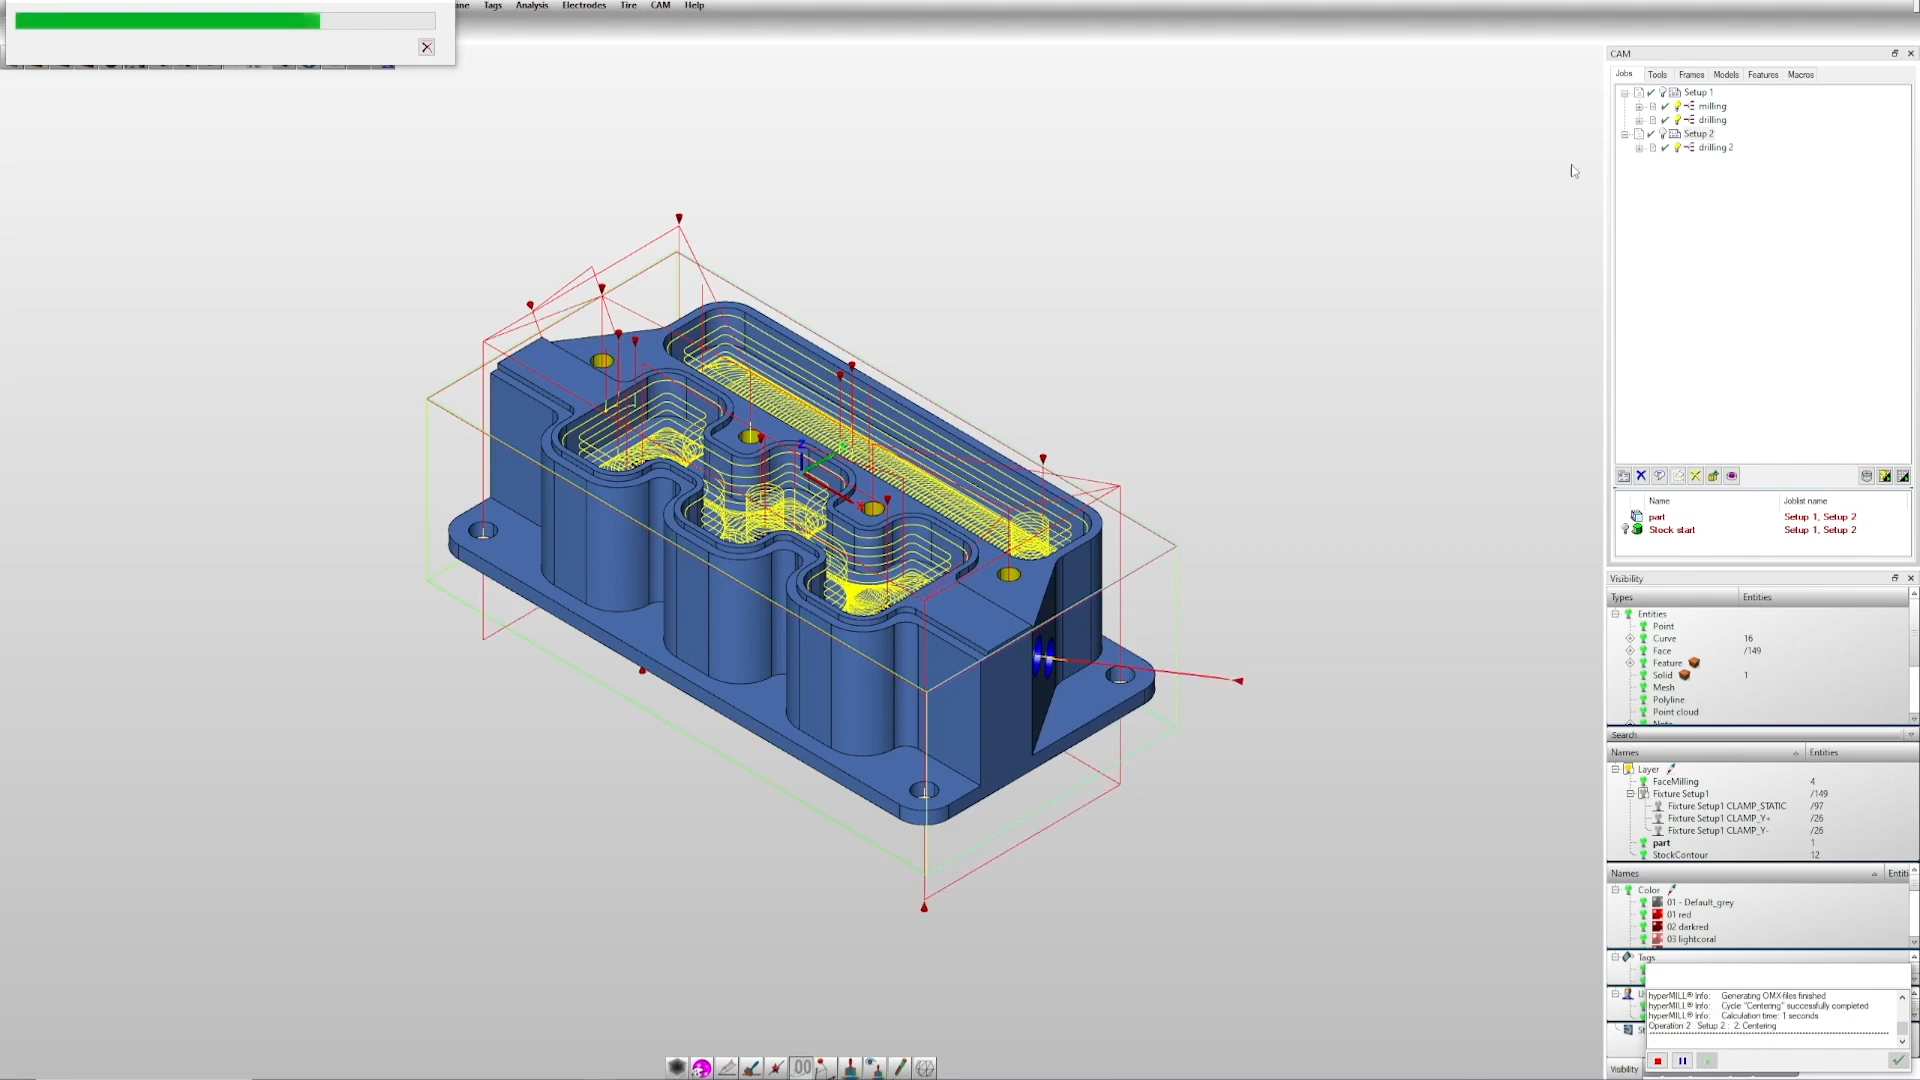 Tags Analysis Electrodes Tire CAM Help
CAM
Jobs Tools Frames Models Features Macros
Setup 1
milling
drilling
Setup 2
drilling 2
Name Joblist name
part Setup 1, Setup 2
Stock start Setup 1, Setup 2
Visibility
Types Entities
Entities
Point
Curve 16
Face /149
Feature
Solid 1
Mesh
Polyline
Point cloud
Search
Names Entities
Layer
FaceMilling 4
Fixture Setup1 /149
Fixture Setup1 CLAMP_STATIC /97
Fixture Setup1 CLAMP_Y+ /26
Fixture Setup1 CLAMP_Y- /26
part 1
StockContour 12
Names Entiti
Color
01 - Default_grey
01 red
02 darkred
03 lightcoral
Tags
hyperMILL® Info: Generating OMX-files finished
hyperMILL® Info: Cycle "Centering" successfully completed
hyperMILL® Info: Calculation time: 1 seconds
Operation 2 Setup 2 : 2: Centering
Visibility
Z